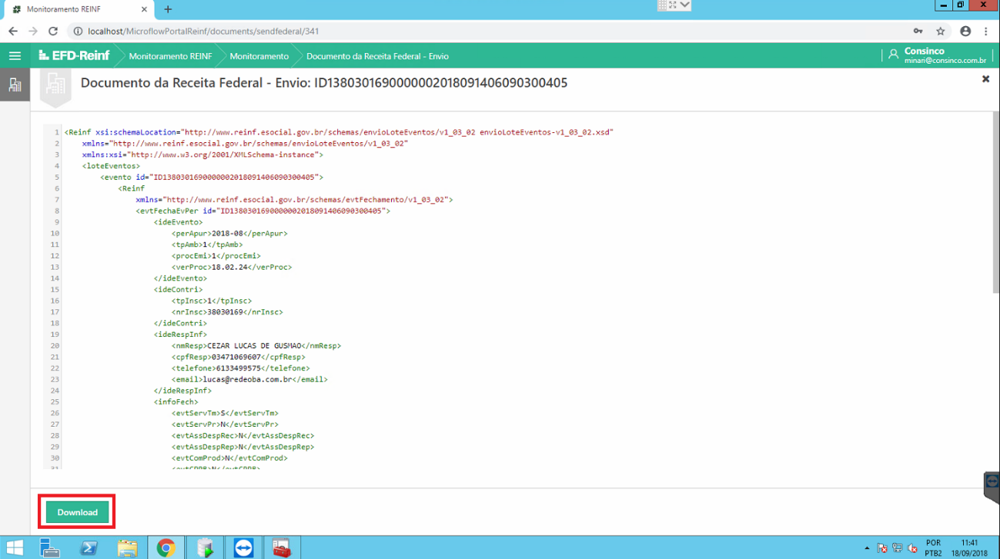 Monitoramento REINF
localhost/MicroflowPortalReinf/documents/sendfederal/341
EFD-Reinf
Monitoramento REINF
Monitoramento
Documento da Receita Federal - Envio
Consinco
minari@consinco.com.br
Documento da Receita Federal - Envio: ID1380301690000002018091406090300405
1 <Reinf xsi:schemaLocation="http://www.reinf.esocial.gov.br/schemas/envioLoteEventos/v1_03_02 envioLoteEventos-v1_03_02.xsd"
2 xmlns="http://www.reinf.esocial.gov.br/schemas/envioLoteEventos/v1_03_02"
3 xmlns:xsi="http://www.w3.org/2001/XMLSchema-instance">
4 <loteEventos>
5 <evento id="ID1380301690000002018091406090300405">
6 <Reinf
7 xmlns="http://www.reinf.esocial.gov.br/schemas/evtFechamento/v1_03_02">
8 <evtFechaEvPer id="ID1380301690000002018091406090300405">
9 <ideEvento>
10 <perApur>2018-08</perApur>
11 <tpAmb>1</tpAmb>
12 <procEmi>1</procEmi>
13 <verProc>18.02.24</verProc>
14 </ideEvento>
15 <ideContri>
16 <tpInsc>1</tpInsc>
17 <nrInsc>38030169</nrInsc>
18 </ideContri>
19 <ideRespInf>
20 <nmResp>CEZAR LUCAS DE GUSMAO</nmResp>
21 <cpfResp>03471069607</cpfResp>
22 <telefone>6133499575</telefone>
23 <email>lucas@redeoba.com.br</email>
24 </ideRespInf>
25 <infoFech>
26 <evtServTm>S</evtServTm>
27 <evtServPr>N</evtServPr>
28 <evtAssDespRec>N</evtAssDespRec>
29 <evtAssDespRep>N</evtAssDespRep>
30 <evtComProd>N</evtComProd>
31 <evtCPRB>N</evtCPRB>
Download
POR
PTB2
11:41
18/09/2018